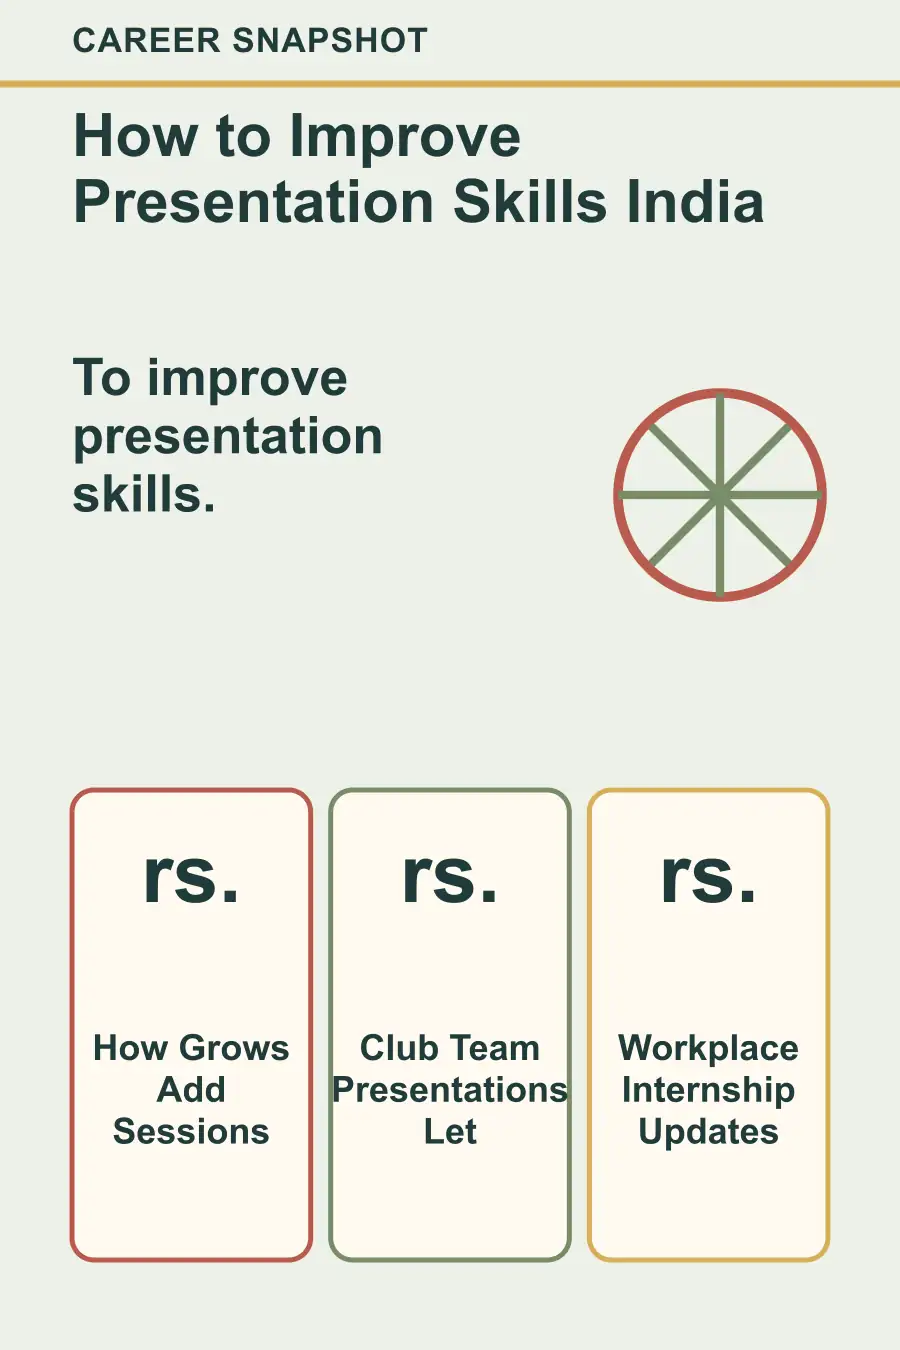 CAREER SNAPSHOT
How to Improve
Presentation Skills India
To improve
presentation
skills.
rs.
How Grows
Add
Sessions
rs.
Club Team
Presentations
Let
rs.
Workplace
Internship
Updates